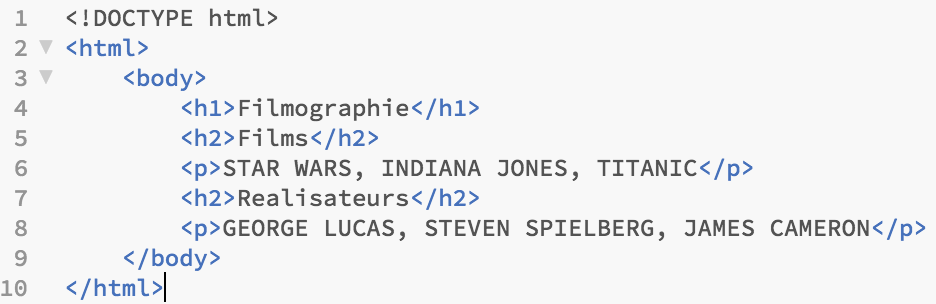 1 <!DOCTYPE html>
2 <html>
3 <body>
4 <h1>Filmographie</h1>
5 <h2>Films</h2>
6 <p>STAR WARS, INDIANA JONES, TITANIC</p>
7 <h2>Realisateurs</h2>
8 <p>GEORGE LUCAS, STEVEN SPIELBERG, JAMES CAMERON</p>
9 </body>
10 </html>